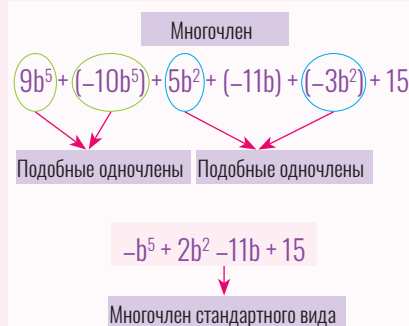 Многочлен
9b⁵ + (–10b⁵) + 5b² + (–11b) + (–3b²) + 15
Подобные одночлены Подобные одночлены
–b⁵ + 2b² –11b + 15
Многочлен стандартного вида